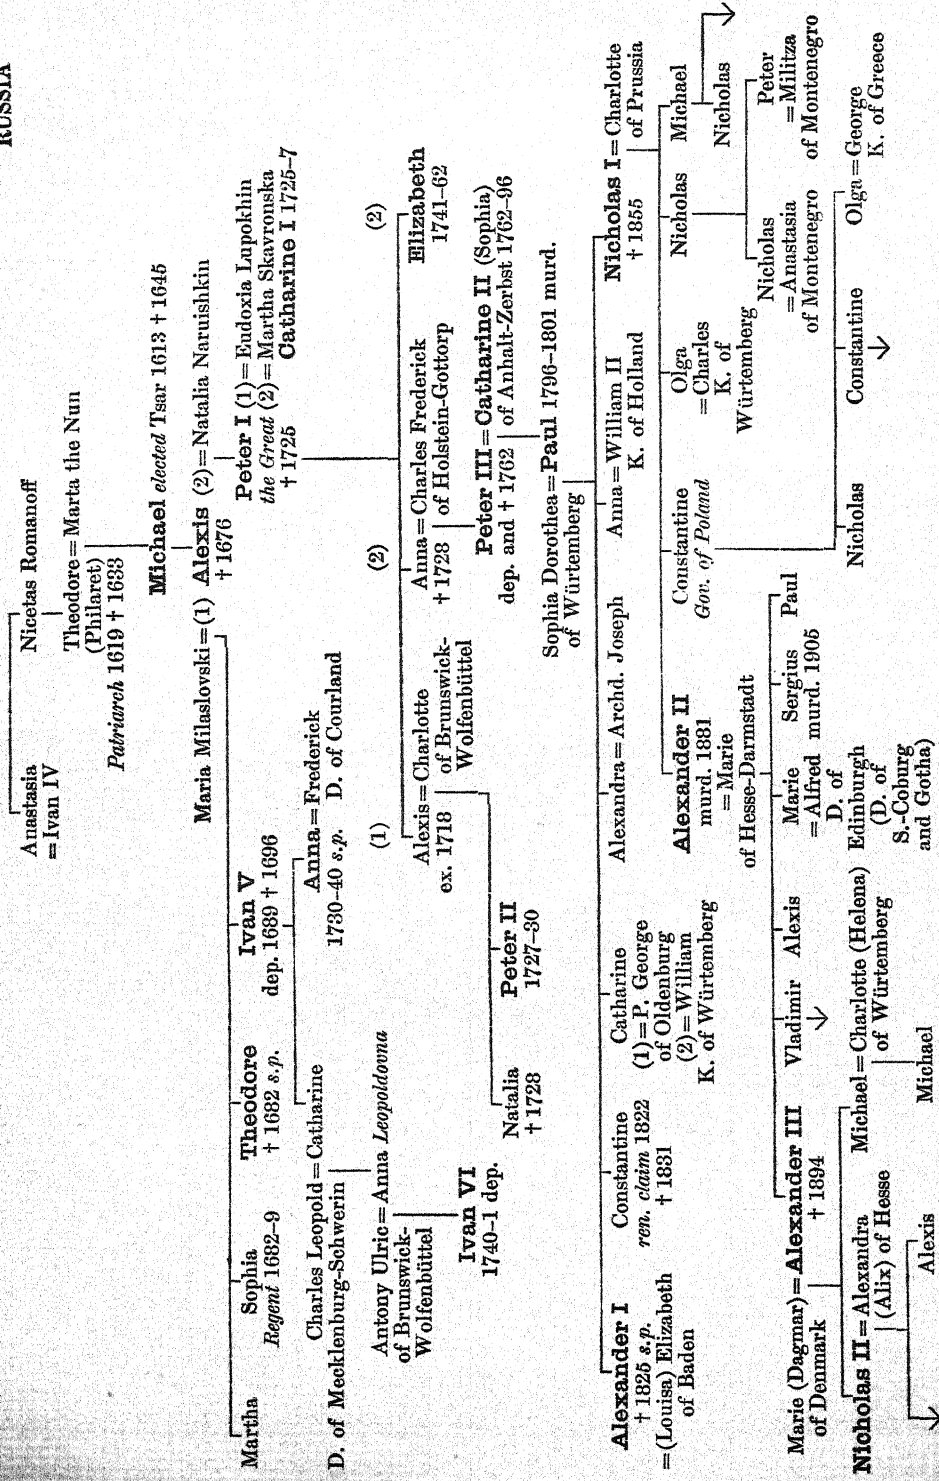 RUSSIA
Anastasia
=Ivan IV
Nicetas Romanoff
Theodore=Marta the Nun
(Philaret)
Patriarch 1619 † 1633
Michael elected Tsar 1613 † 1645
Maria Milaslovski=(1) Alexis (2)=Natalia Naruishkin
† 1676
Martha
Sophia
Regent 1682–9
Theodore
† 1682 s.p.
Ivan V
dep. 1689 † 1696
Peter I (1)=Eudoxia Lupokhin
the Great (2)=Martha Skavronska
† 1725 Catharine I 1725–7
Charles Leopold=Catharine
D. of Mecklenburg-Schwerin
Anna=Frederick
1730–40 s.p. D. of Courland
Antony Ulric=Anna Leopoldovna
of Brunswick-
Wolfenbüttel
Ivan VI
1740–1 dep.
(1)
(2)
(2)
Alexis=Charlotte
ex. 1718 of Brunswick-
Wolfenbüttel
Anna=Charles Frederick
† 1728 of Holstein-Gottorp
Elizabeth
1741–62
Natalia
† 1728
Peter II
1727–30
Peter III=Catharine II (Sophia)
dep. and † 1762 of Anhalt-Zerbst 1762–96
Sophia Dorothea=Paul 1796–1801 murd.
of Würtemberg
Alexander I
† 1825 s.p.
=(Louisa) Elizabeth
of Baden
Constantine
ren. claim 1822
† 1831
Catharine
(1)=P. George
of Oldenburg
(2)=William
K. of Würtemberg
Alexandra=Archd. Joseph
Anna=William II
K. of Holland
Nicholas I=Charlotte
† 1855 of Prussia
Alexander II
murd. 1881
=Marie
of Hesse-Darmstadt
Constantine
Gov. of Poland
Olga
=Charles
K. of
Würtemberg
Nicholas
Michael
Nicholas
Nicholas
=Anastasia
of Montenegro
Peter
=Militza
of Montenegro
Marie (Dagmar)=Alexander III
of Denmark † 1894
Vladimir
Alexis
Marie
=Alfred
D. of
Edinburgh
(D. of
S.-Coburg
and Gotha)
Sergius
murd. 1905
Paul
Nicholas
Constantine
Olga=George
K. of Greece
Nicholas II=Alexandra
(Alix) of Hesse
Michael=Charlotte (Helena)
of Würtemberg
Alexis
Michael